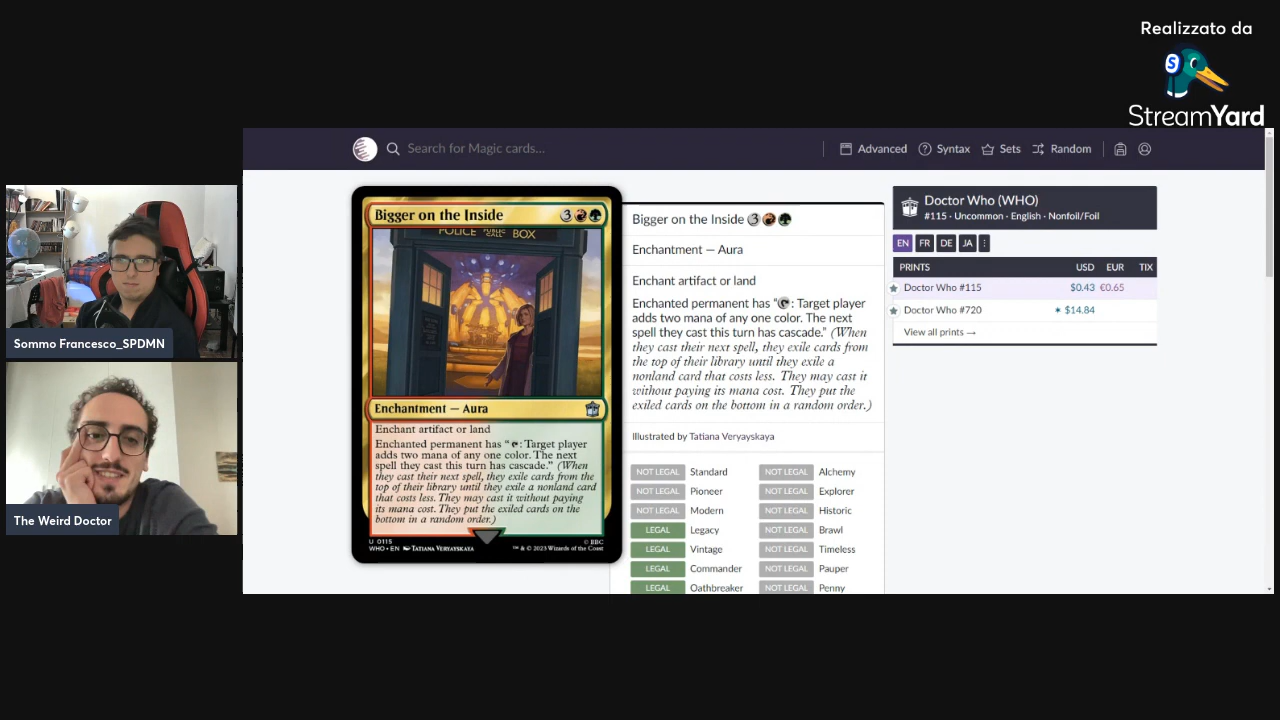 Realizzato da
S
StreamYard
Sommo Francesco_SPDMN
The Weird Doctor
Search for Magic cards...
Advanced
Syntax
Sets
Random
Bigger on the Inside 3
POLICE PUBLIC CALL BOX
Enchantment — Aura
Enchant artifact or land
Enchanted permanent has “ : Target player
adds two mana of any one color. The next
spell they cast this turn has cascade.” (When
they cast their next spell, they exile cards from the
top of their library until they exile a nonland card
that costs less. They may cast it without paying
its mana cost. They put the exiled cards on the
bottom in a random order.)
U 0115
WHO • EN Tatiana Veryayskaya
© BBC
™ & © 2023 Wizards of the Coast
Bigger on the Inside 3
Enchantment — Aura
Enchant artifact or land
Enchanted permanent has “ : Target player
adds two mana of any one color. The next
spell they cast this turn has cascade.” (When
they cast their next spell, they exile cards from
the top of their library until they exile a
nonland card that costs less. They may cast it
without paying its mana cost. They put the
exiled cards on the bottom in a random order.)
Illustrated by Tatiana Veryayskaya
NOT LEGAL Standard NOT LEGAL Alchemy
NOT LEGAL Pioneer NOT LEGAL Explorer
NOT LEGAL Modern NOT LEGAL Historic
LEGAL Legacy NOT LEGAL Brawl
LEGAL Vintage NOT LEGAL Timeless
LEGAL Commander NOT LEGAL Pauper
LEGAL Oathbreaker NOT LEGAL Penny
Doctor Who (WHO)
#115 · Uncommon · English · Nonfoil/Foil
EN FR DE JA
PRINTS USD EUR TIX
Doctor Who #115 $0.43 €0.65
Doctor Who #720 $14.84
View all prints →